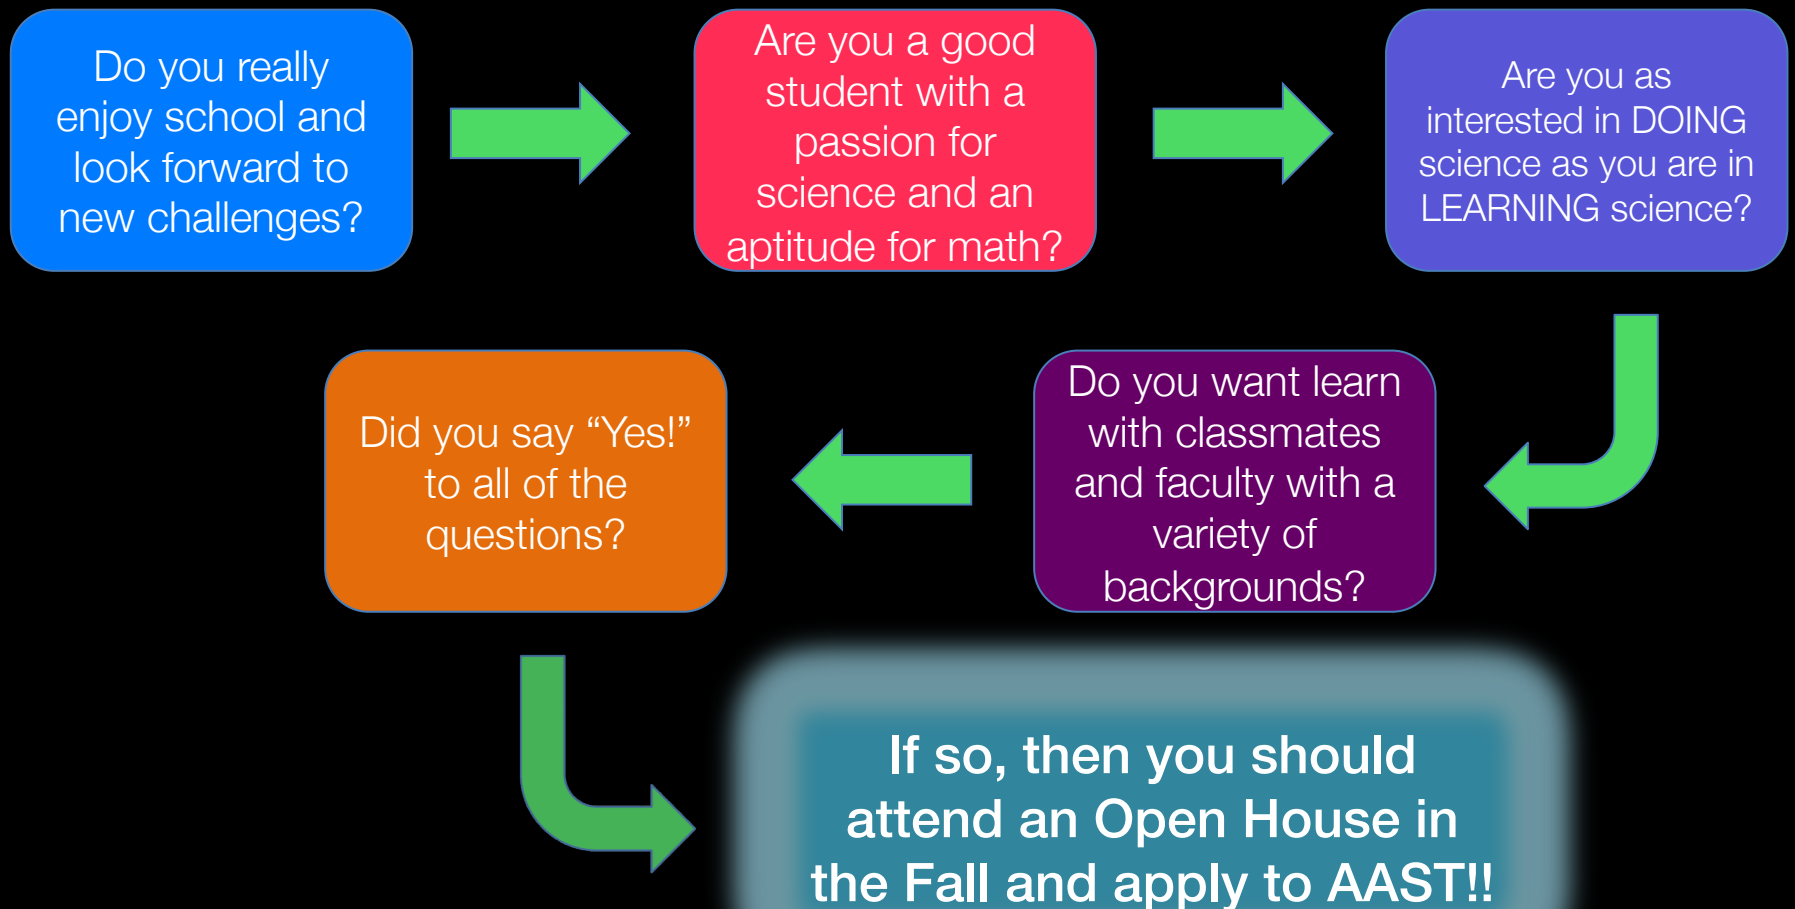 Do you really
enjoy school and
look forward to
new challenges?
Are you a good
student with a
passion for
science and an
aptitude for math?
Are you as
interested in DOING
science as you are in
LEARNING science?
Do you want learn
with classmates
and faculty with a
variety of
backgrounds?
Did you say “Yes!”
to all of the
questions?
If so, then you should
attend an Open House in
the Fall and apply to AAST!!